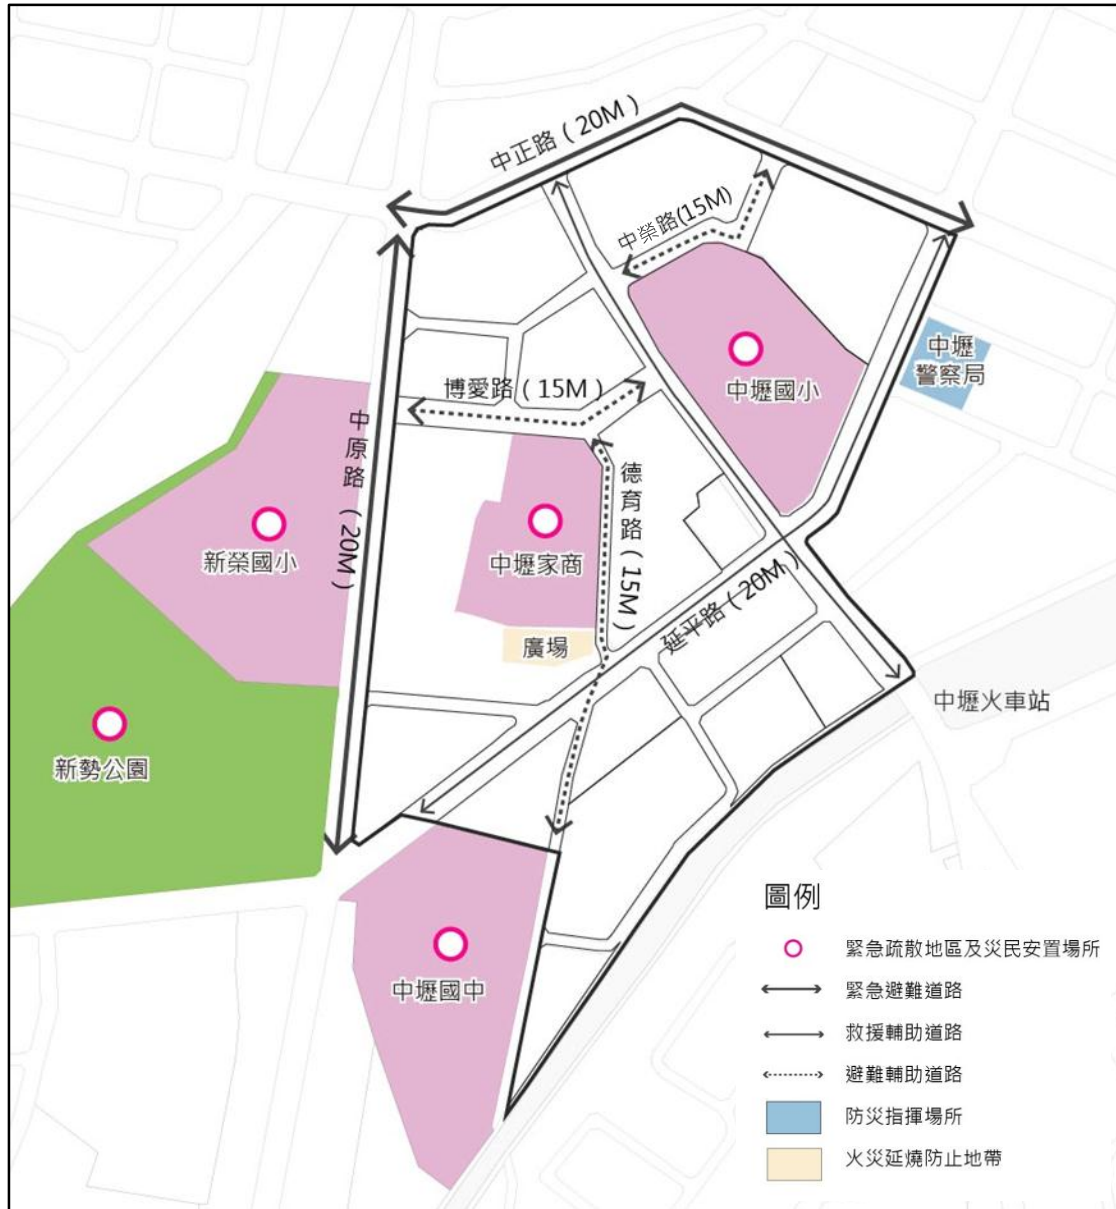 中正路（20M）
中榮路(15M)
中壢
警察局
中壢國小
博愛路（15M）
中原路（20M）
德育路（15M）
新榮國小
中壢家商
延平路（20M）
廣場
中壢火車站
新勢公園
中壢國中
圖例
緊急疏散地區及災民安置場所
緊急避難道路
救援輔助道路
避難輔助道路
防災指揮場所
火災延燒防止地帶